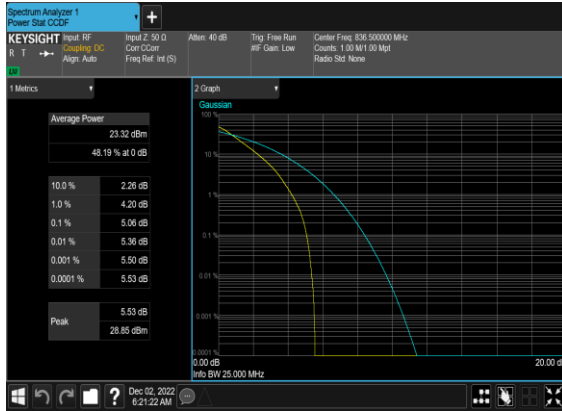 Spectrum Analyzer 1
Power Stat CCDF
+
KEYSIGHT
R T
LU
Input: RF
Coupling: DC
Align: Auto
Input Z: 50 Ω
Corr CCorr
Freq Ref: Int (S)
Atten: 40 dB
Trig: Free Run
#IF Gain: Low
Center Freq: 836.500000 MHz
Counts: 1.00 M/1.00 Mpt
Radio Std: None
1 Metrics
Average Power
23.32 dBm
48.19 % at 0 dB
10.0 % 2.26 dB
1.0 % 4.20 dB
0.1 % 5.06 dB
0.01 % 5.36 dB
0.001 % 5.50 dB
0.0001 % 5.53 dB
Peak
5.53 dB
28.85 dBm
2 Graph
Gaussian
100 %
10 %
1 %
0.1 %
0.01 %
0.001 %
0.0001 %
0.00 dB
20.00 d
Info BW 25.000 MHz
?
Dec 02, 2022
6:21:22 AM